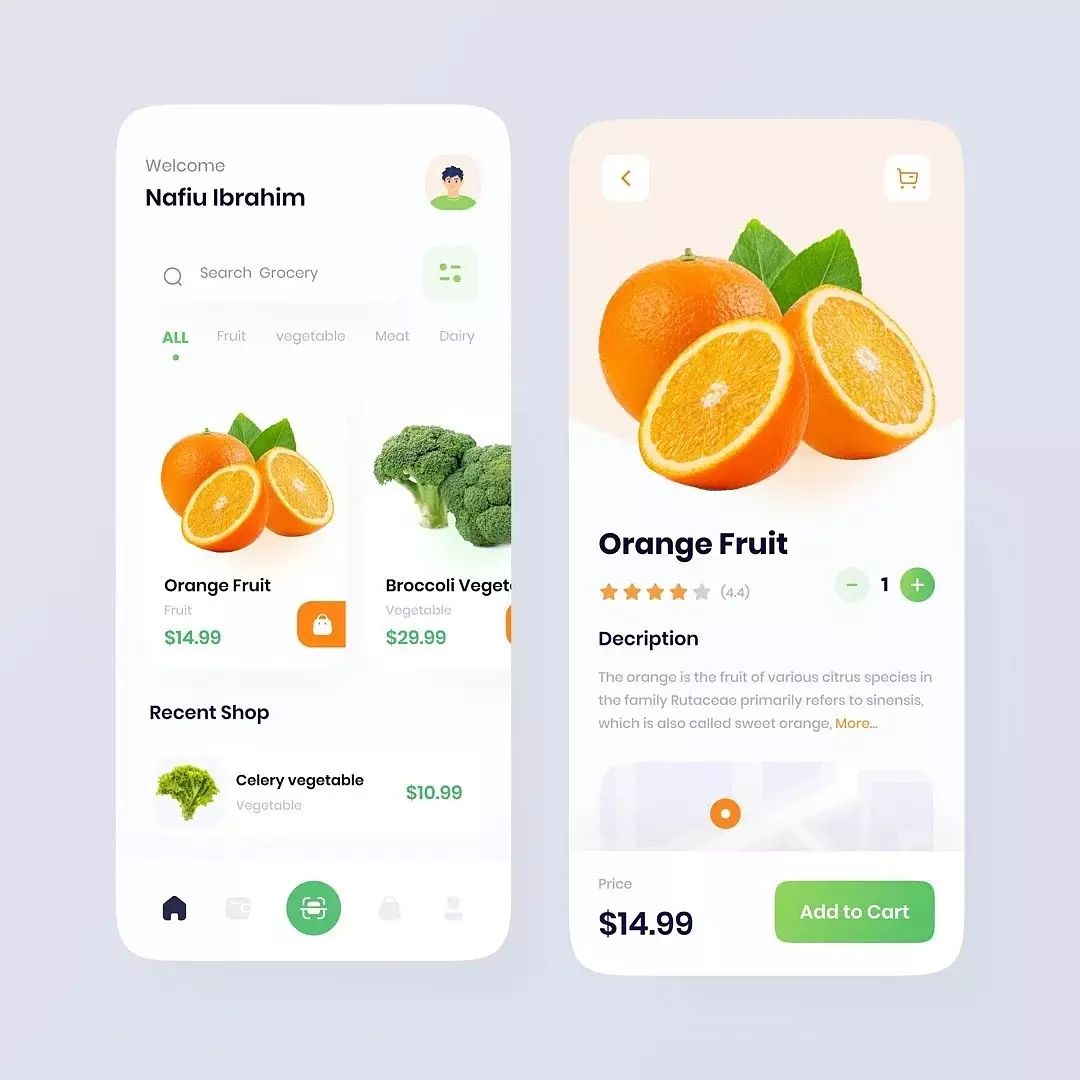 Welcome
Nafiu Ibrahim
Search Grocery
ALL Fruit vegetable Meat Dairy
Orange Fruit
Fruit
$14.99
Broccoli Veget
Vegetable
$29.99
Recent Shop
Celery vegetable
Vegetable
$10.99
Orange Fruit
(4.4)
1
Decription
The orange is the fruit of various citrus species in
the family Rutaceae primarily refers to sinensis,
which is also called sweet orange, More...
Price
$14.99
Add to Cart